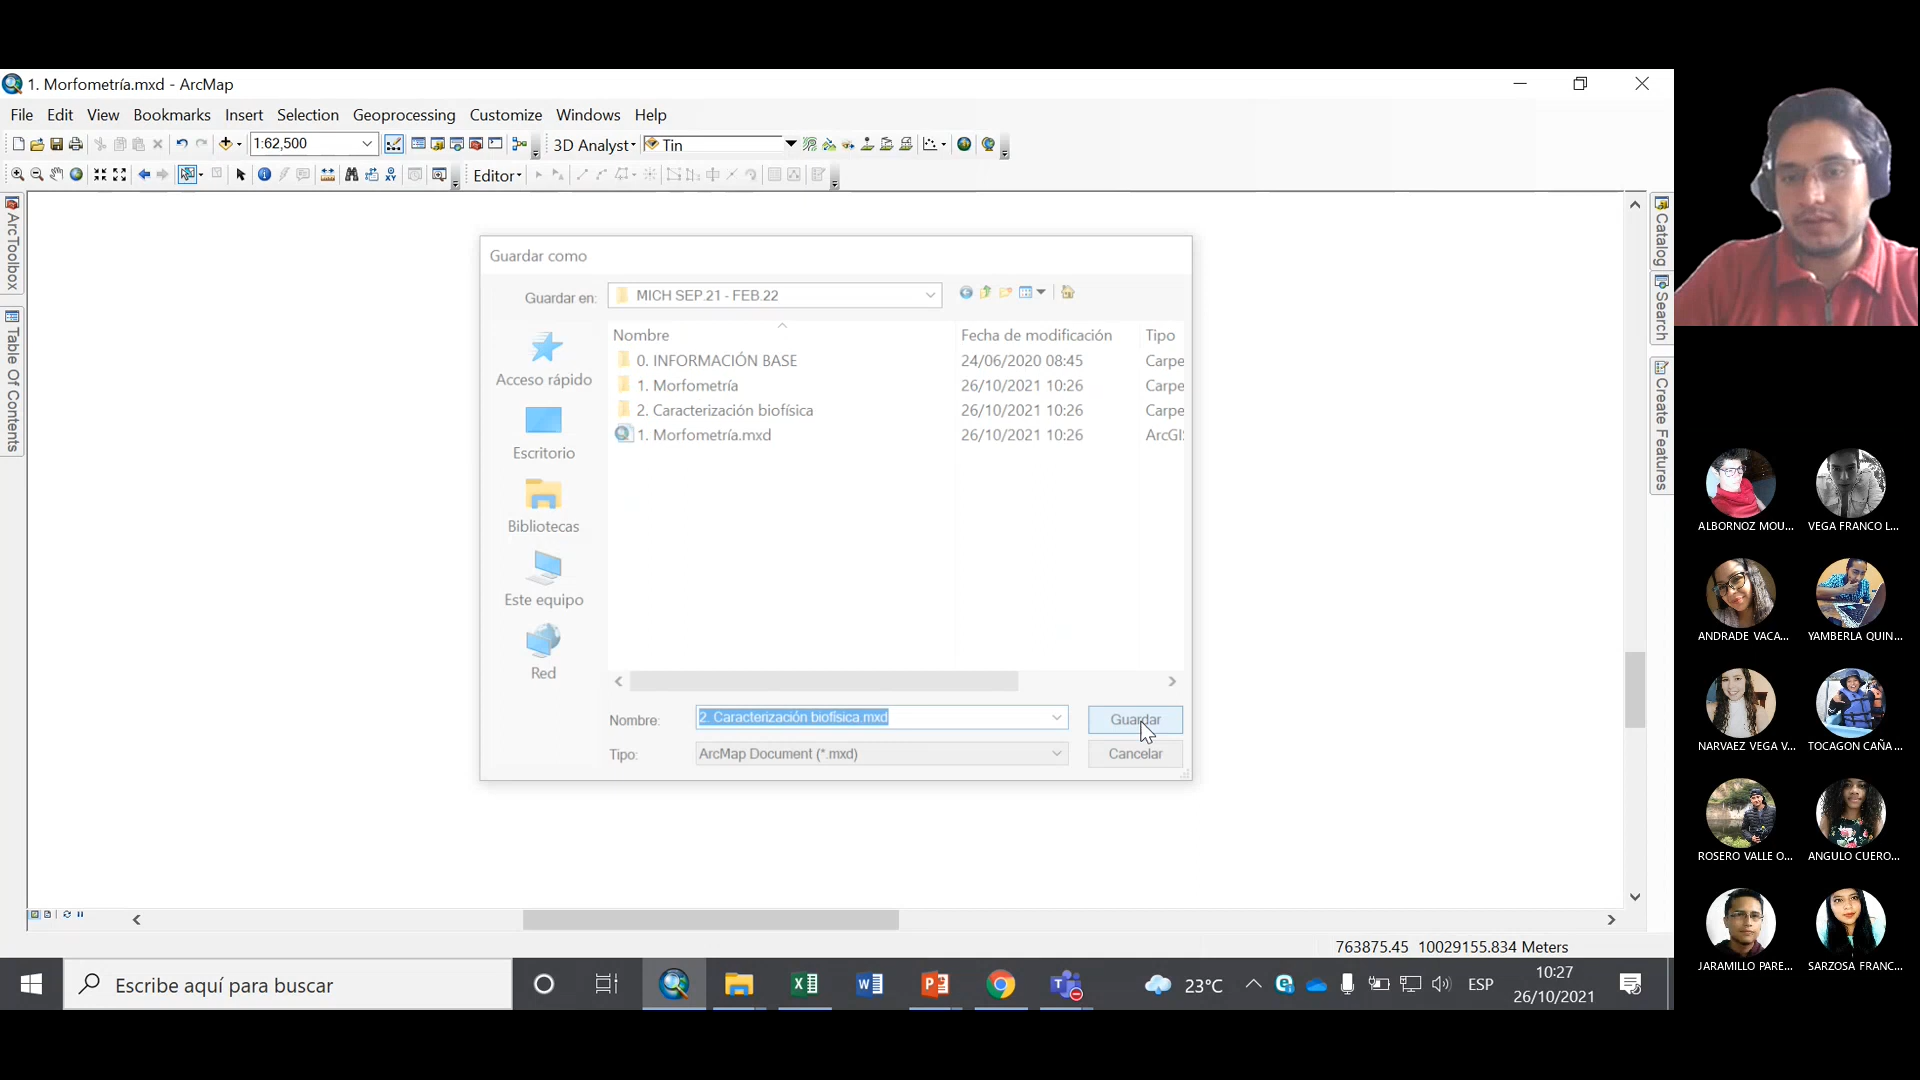 1. Morfometría.mxd - ArcMap
File Edit View Bookmarks Insert Selection Geoprocessing Customize Windows Help
1:62,500
3D Analyst
Tin
Editor
ArcToolbox
Table Of Contents
Guardar como
Guardar en: MICH SEP.21 - FEB.22
Acceso rápido
Escritorio
Bibliotecas
Este equipo
Red
Nombre Fecha de modificación Tipo
0. INFORMACIÓN BASE 24/06/2020 08:45 Carpe
1. Morfometría 26/10/2021 10:26 Carpe
2. Caracterización biofísica 26/10/2021 10:26 Carpe
1. Morfometría.mxd 26/10/2021 10:26 ArcGI
Nombre: 2. Caracterización biofísica.mxd Guardar
Tipo: ArcMap Document (*.mxd) Cancelar
Catalog
Search
Create Features
763875.45 10029155.834 Meters
Escribe aquí para buscar
23°C
ESP
10:27
26/10/2021
ALBORNOZ MOU... VEGA FRANCO L...
ANDRADE VACA... YAMBERLA QUIN...
NARVAEZ VEGA V... TOCAGON CAÑA ...
ROSERO VALLE O... ANGULO CUERO...
JARAMILLO PARE... SARZOSA FRANC...